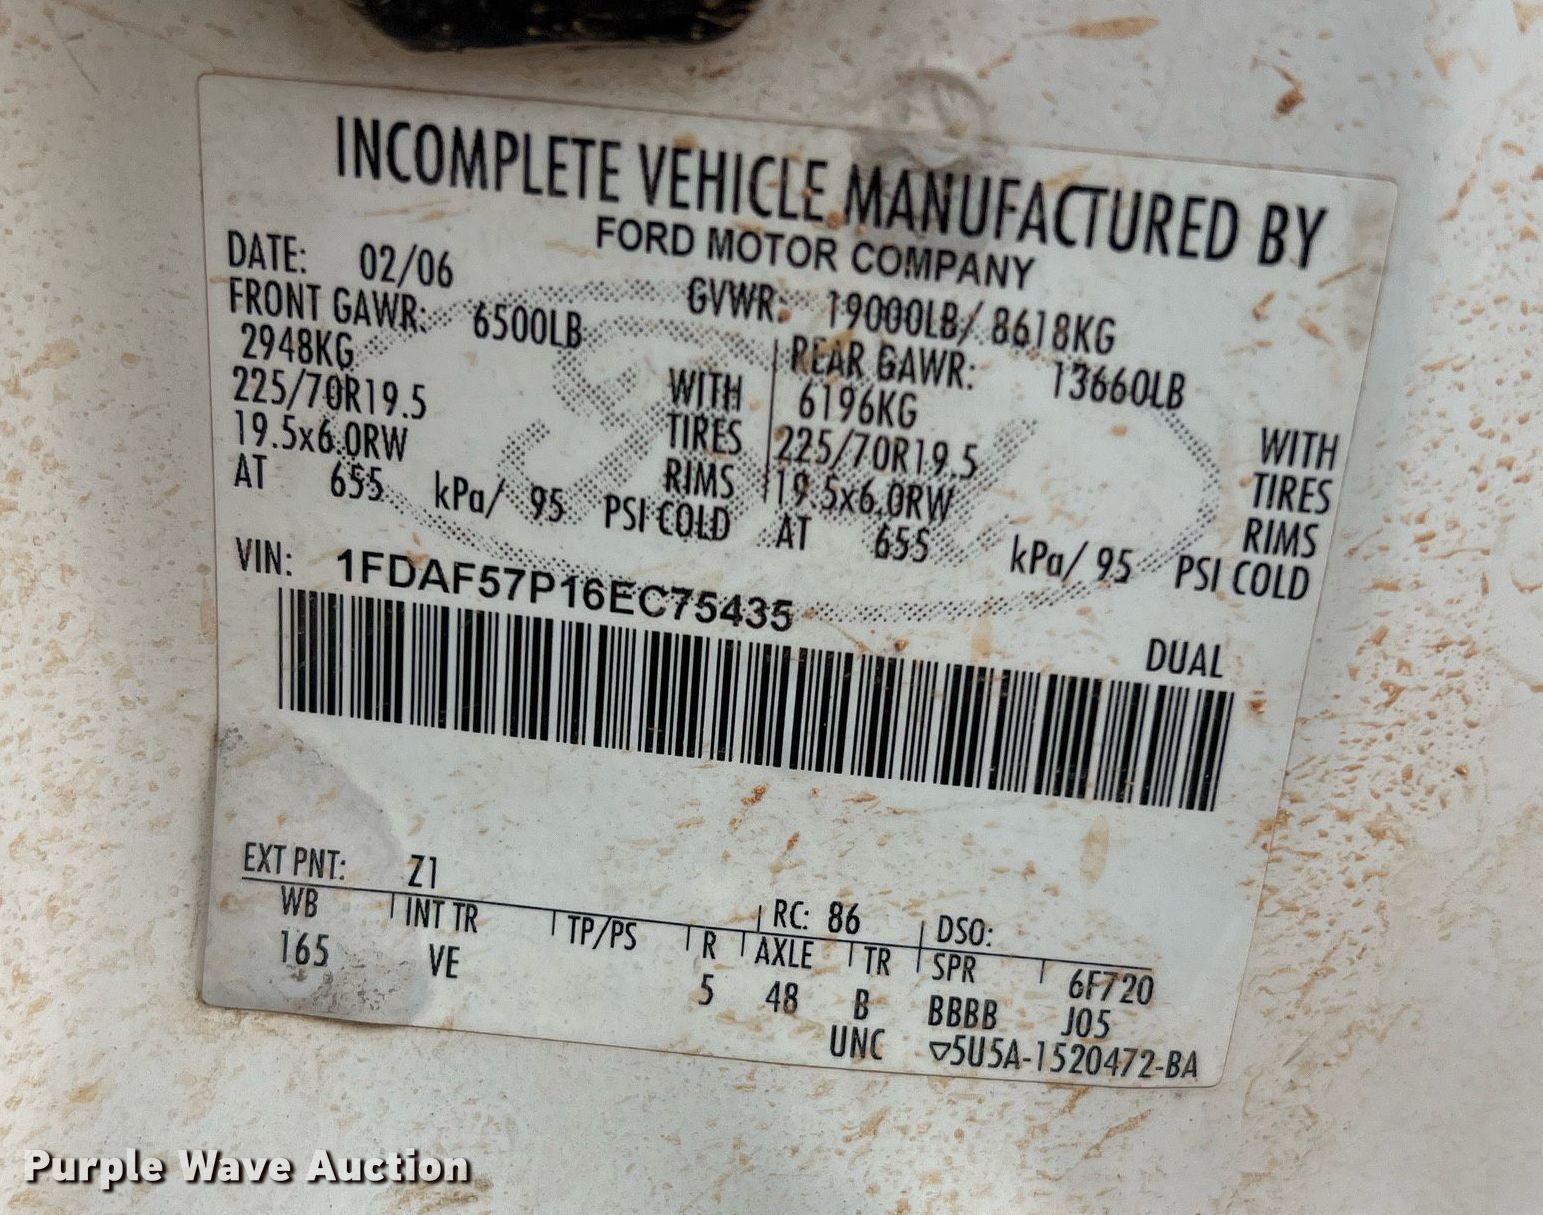 INCOMPLETE VEHICLE MANUFACTURED BY
FORD MOTOR COMPANY
DATE: 02/06 GVWR: 19000LB/ 8618KG
FRONT GAWR: 6500LB REAR GAWR: 13660LB
2948KG WITH 6196KG WITH
225/70R19.5 TIRES 225/70R19.5 TIRES
19.5x6.0RW RIMS 19.5x6.0RW RIMS
AT 655 kPa/ 95 PSI COLD AT 655 kPa/ 95 PSI COLD
VIN: 1FDAF57P16EC75435
DUAL
EXT PNT: Z1 RC: 86 DSO:
WB INT TR TP/PS R AXLE TR SPR 6F720
165 VE 5 48 B BBBB J05
UNC ▽5U5A-1520472-BA
Purple Wave Auction